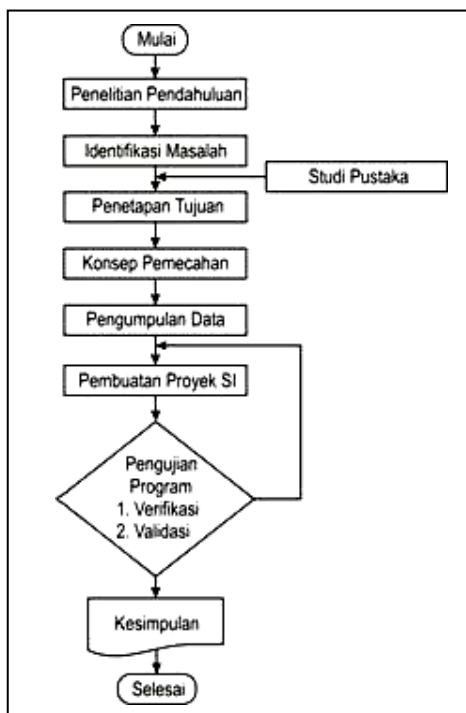 Mulai
Penelitian Pendahuluan
Identifikasi Masalah
Studi Pustaka
Penetapan Tujuan
Konsep Pemecahan
Pengumpulan Data
Pembuatan Proyek SI
Pengujian
Program
1. Verifikasi
2. Validasi
Kesimpulan
Selesai